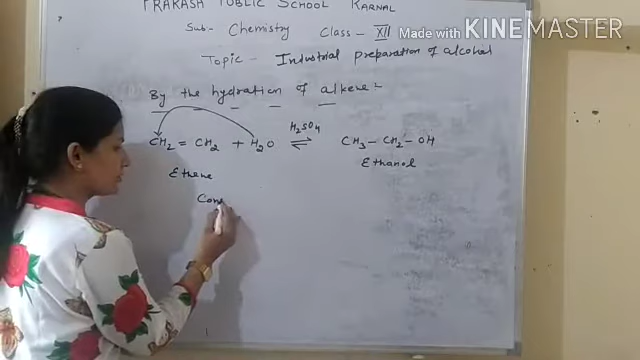 PRAKASH PUBLIC SCHOOL KARNAL
Made with KINEMASTER
Sub- Chemistry Class - XII
Topic - Industrial preparation of alcohol
By the hydration of alkene :-
CH2 = CH2 + H2O H2SO4 ⇌ CH3 - CH2 - OH
Ethene Ethanol
Con